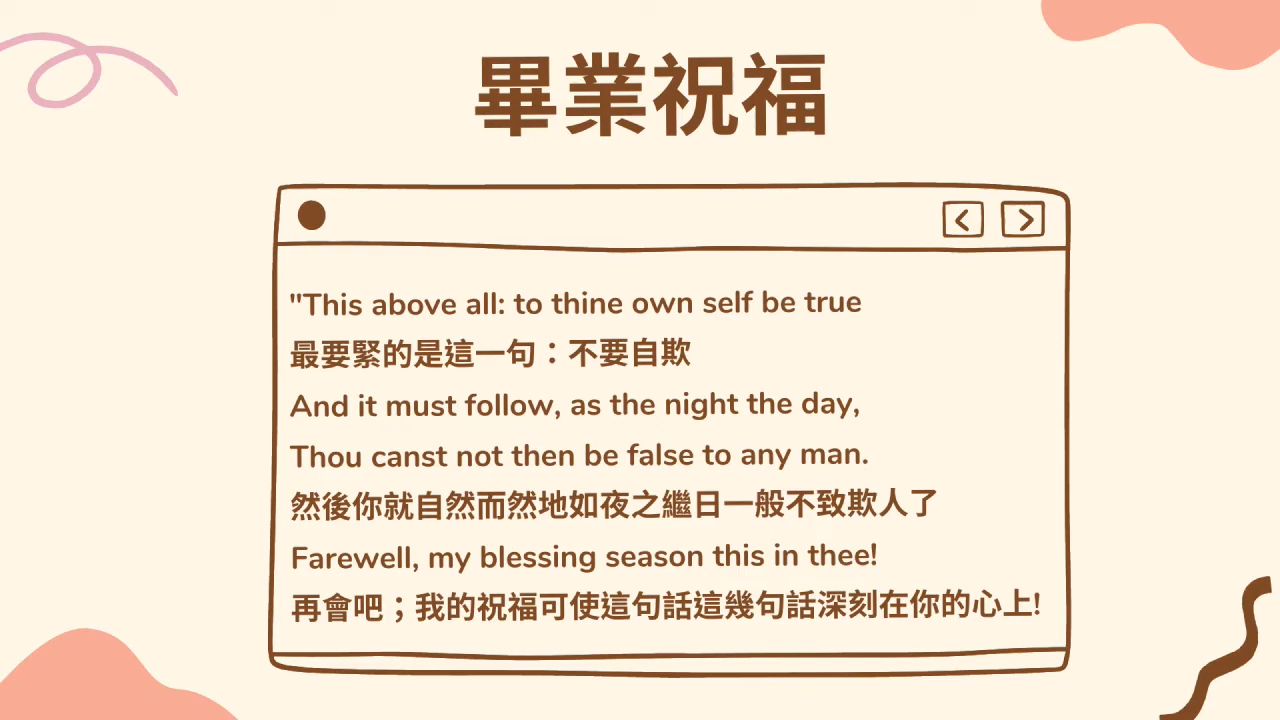 畢業祝福
"This above all: to thine own self be true
最要緊的是這一句：不要自欺
And it must follow, as the night the day,
Thou canst not then be false to any man.
然後你就自然而然地如夜之繼日一般不致欺人了
Farewell, my blessing season this in thee!
再會吧；我的祝福可使這句話這幾句話深刻在你的心上!